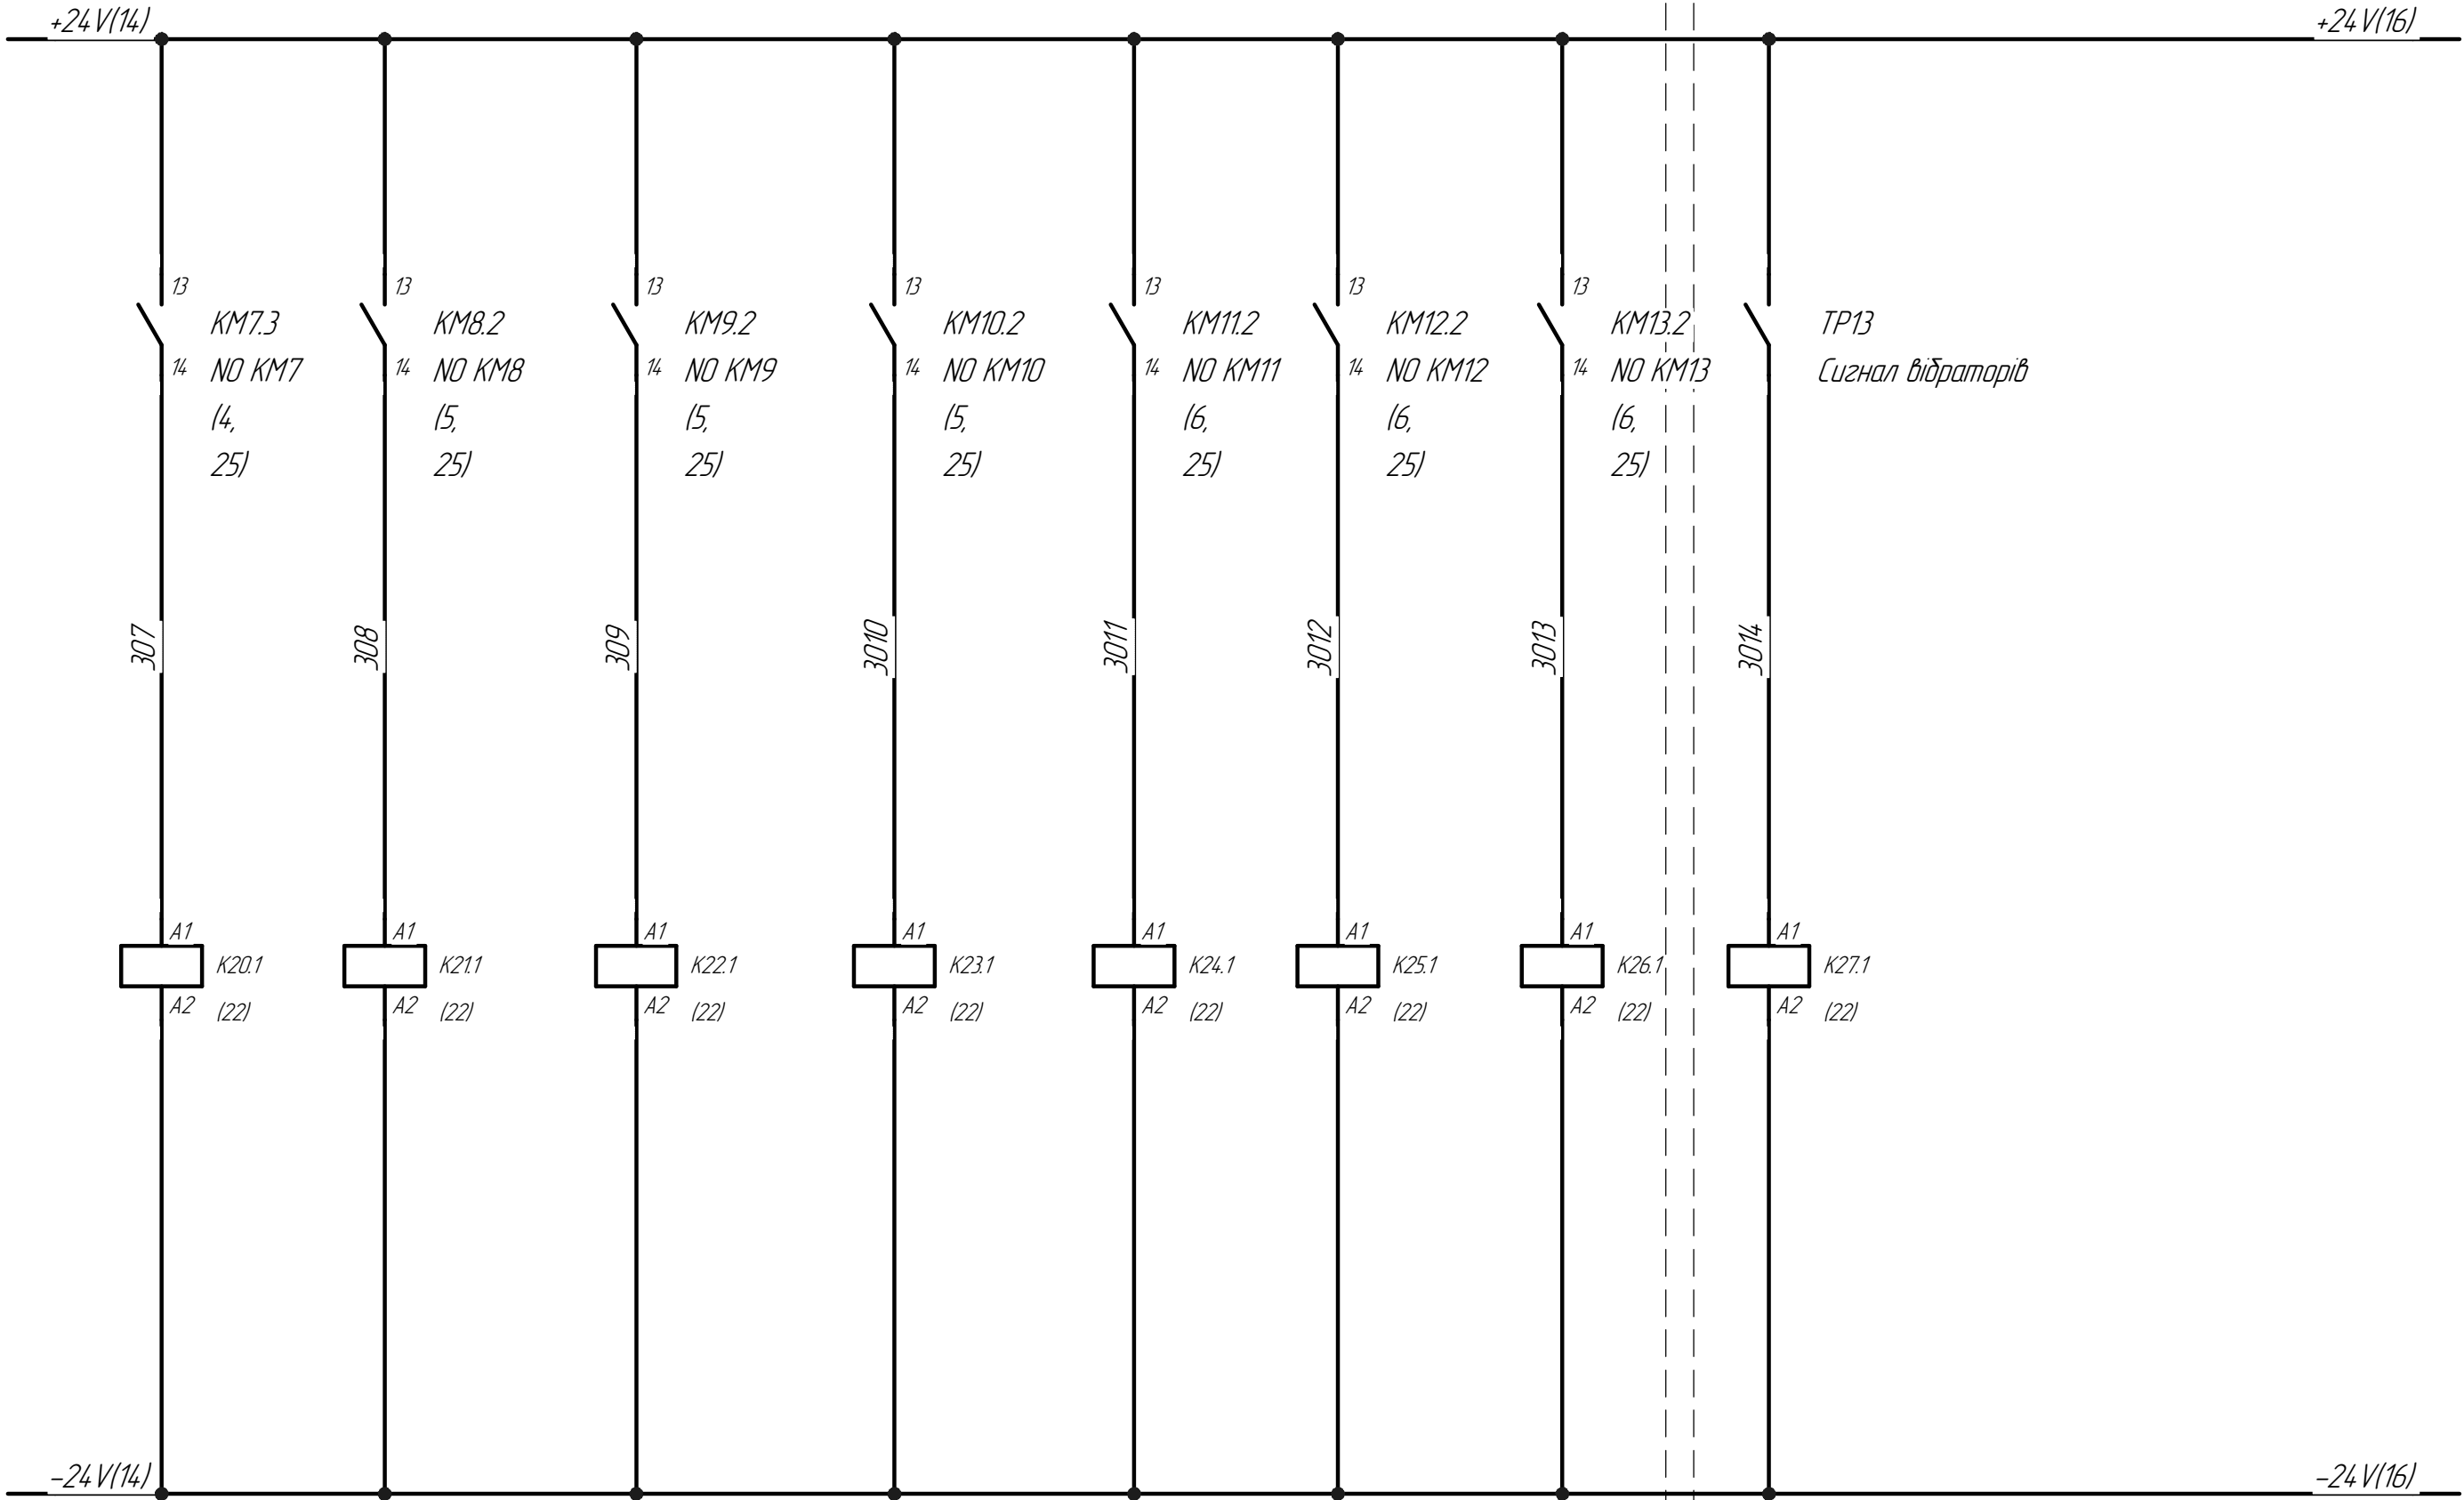 +24V(14)
+24V(16)
13
13
13
13
13
13
13
KM7.3
KM8.2
KM9.2
KM10.2
KM11.2
KM12.2
KM13.2
TP13
14
NO KM7
14
NO KM8
14
NO KM9
14
NO KM10
14
NO KM11
14
NO KM12
14
NO KM13
Сигнал вібраторів
(4,
(5,
(5,
(5,
(6,
(6,
(6,
25)
25)
25)
25)
25)
25)
25)
307
308
309
3010
3011
3012
3013
3014
A1
A1
A1
A1
A1
A1
A1
A1
K20.1
K21.1
K22.1
K23.1
K24.1
K25.1
K26.1
K27.1
A2
(22)
A2
(22)
A2
(22)
A2
(22)
A2
(22)
A2
(22)
A2
(22)
A2
(22)
-24V(14)
-24V(16)